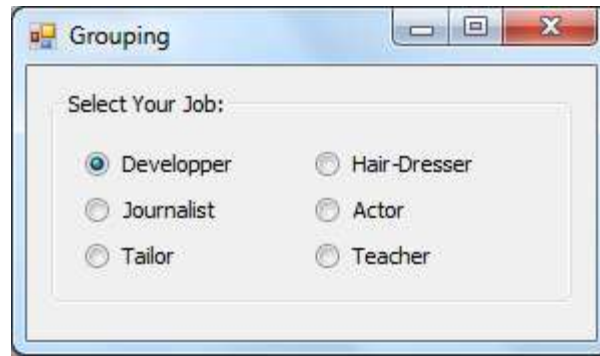 Grouping
Select Your Job:
Developper Hair-Dresser
Journalist Actor
Tailor Teacher